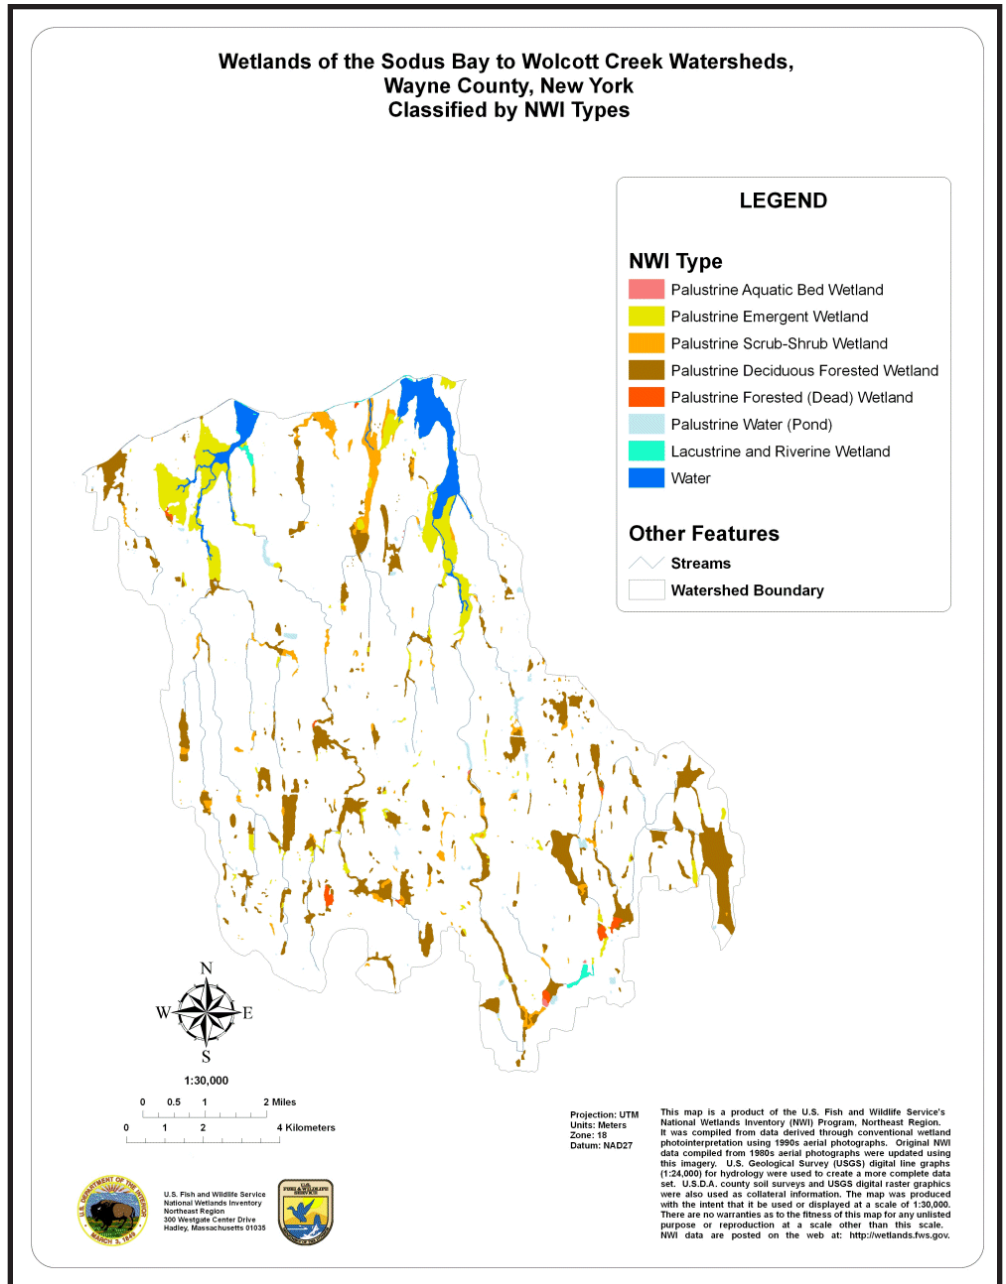 Wetlands of the Sodus Bay to Wolcott Creek Watersheds,
Wayne County, New York
Classified by NWI Types
LEGEND
NWI Type
Palustrine Aquatic Bed Wetland
Palustrine Emergent Wetland
Palustrine Scrub-Shrub Wetland
Palustrine Deciduous Forested Wetland
Palustrine Forested (Dead) Wetland
Palustrine Water (Pond)
Lacustrine and Riverine Wetland
Water
Other Features
Streams
Watershed Boundary
N
W E
S
1:30,000
0 0.5 1 2 Miles
0 1 2 4 Kilometers
Projection: UTM
Units: Meters
Zone: 18
Datum: NAD27
This map is a product of the U.S. Fish and Wildlife Service's
National Wetlands Inventory (NWI) Program, Northeast Region.
It was compiled from data derived through conventional wetland
photointerpretation using 1990s aerial photographs. Original NWI
data compiled from 1980s aerial photographs were updated using
this imagery. U.S. Geological Survey (USGS) digital line graphs
(1:24,000) for hydrology were used to create a more complete data
set. U.S.D.A. county soil surveys and USGS digital raster graphics
were also used as collateral information. The map was produced
with the intent that it be used or displayed at a scale of 1:30,000.
There are no warranties as to the fitness of this map for any unlisted
purpose or reproduction at a scale other than this scale.
NWI data are posted on the web at: http://wetlands.fws.gov.
U.S. DEPARTMENT OF THE INTERIOR
MARCH 3, 1849
U.S. Fish and Wildlife Service
National Wetlands Inventory
Northeast Region
300 Westgate Center Drive
Hadley, Massachusetts 01035
U.S.
FISH & WILDLIFE
SERVICE